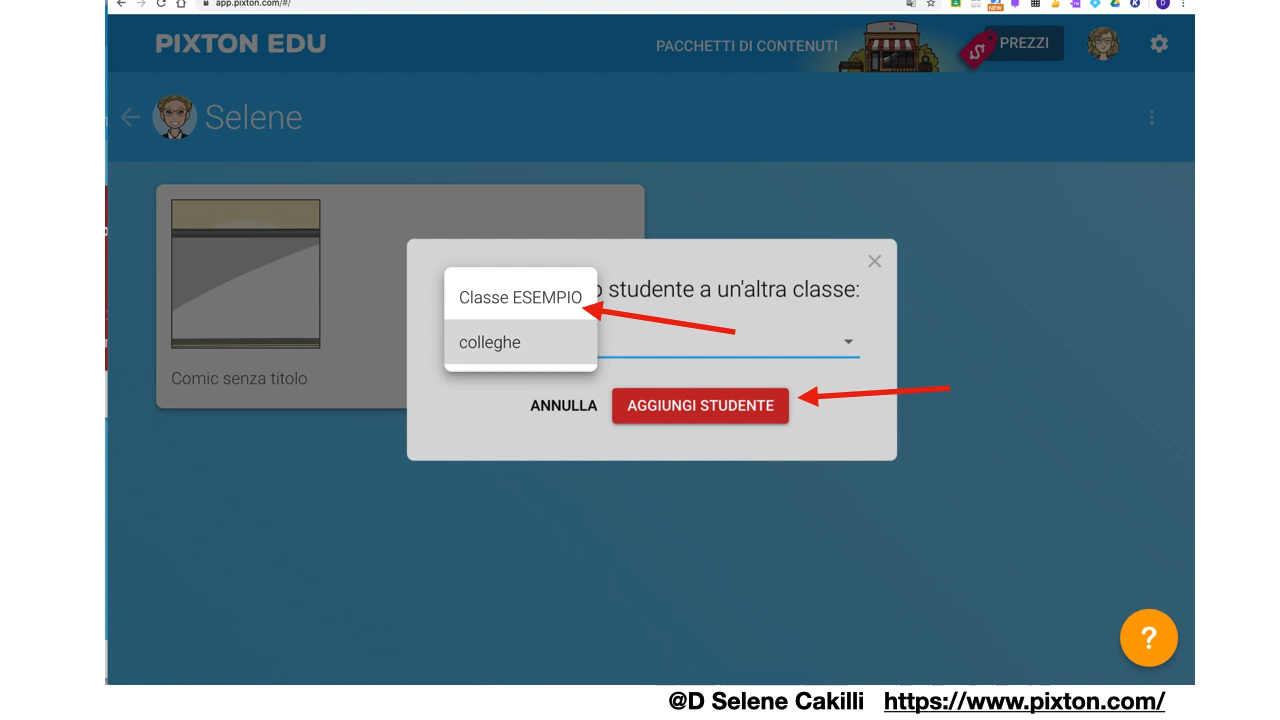 app.pixton.com/#/
NEW
PIXTON EDU
PACCHETTI DI CONTENUTI
PREZZI
Selene
studente a un'altra classe:
Classe ESEMPIO
colleghe
ANNULLA
AGGIUNGI STUDENTE
Comic senza titolo
?
@D Selene Cakilli https://www.pixton.com/